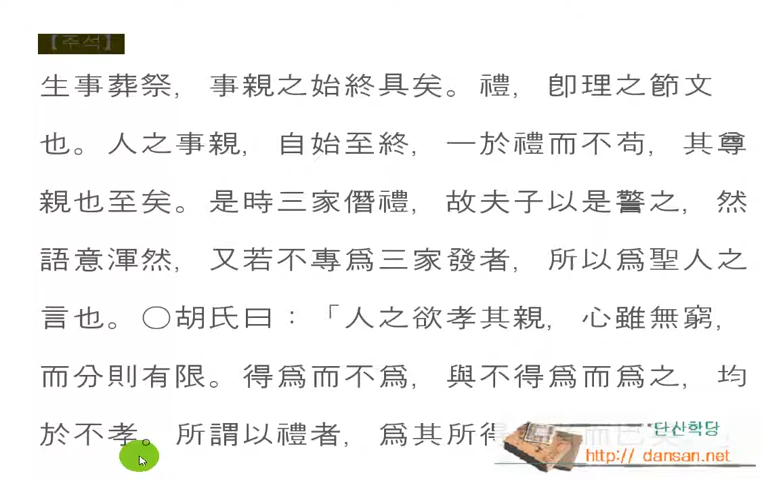 【주석】
生事葬祭, 事親之始終具矣。禮, 卽理之節文
也。人之事親, 自始至終, 一於禮而不苟, 其尊
親也至矣。是時三家僭禮, 故夫子以是警之, 然
語意渾然, 又若不專爲三家發者, 所以爲聖人之
言也。○胡氏曰：「人之欲孝其親, 心雖無窮,
而分則有限。得爲而不爲, 與不得爲而爲之, 均
於不孝。所謂以禮者, 爲其所得 而已矣
단산학당
http:// dansan.net